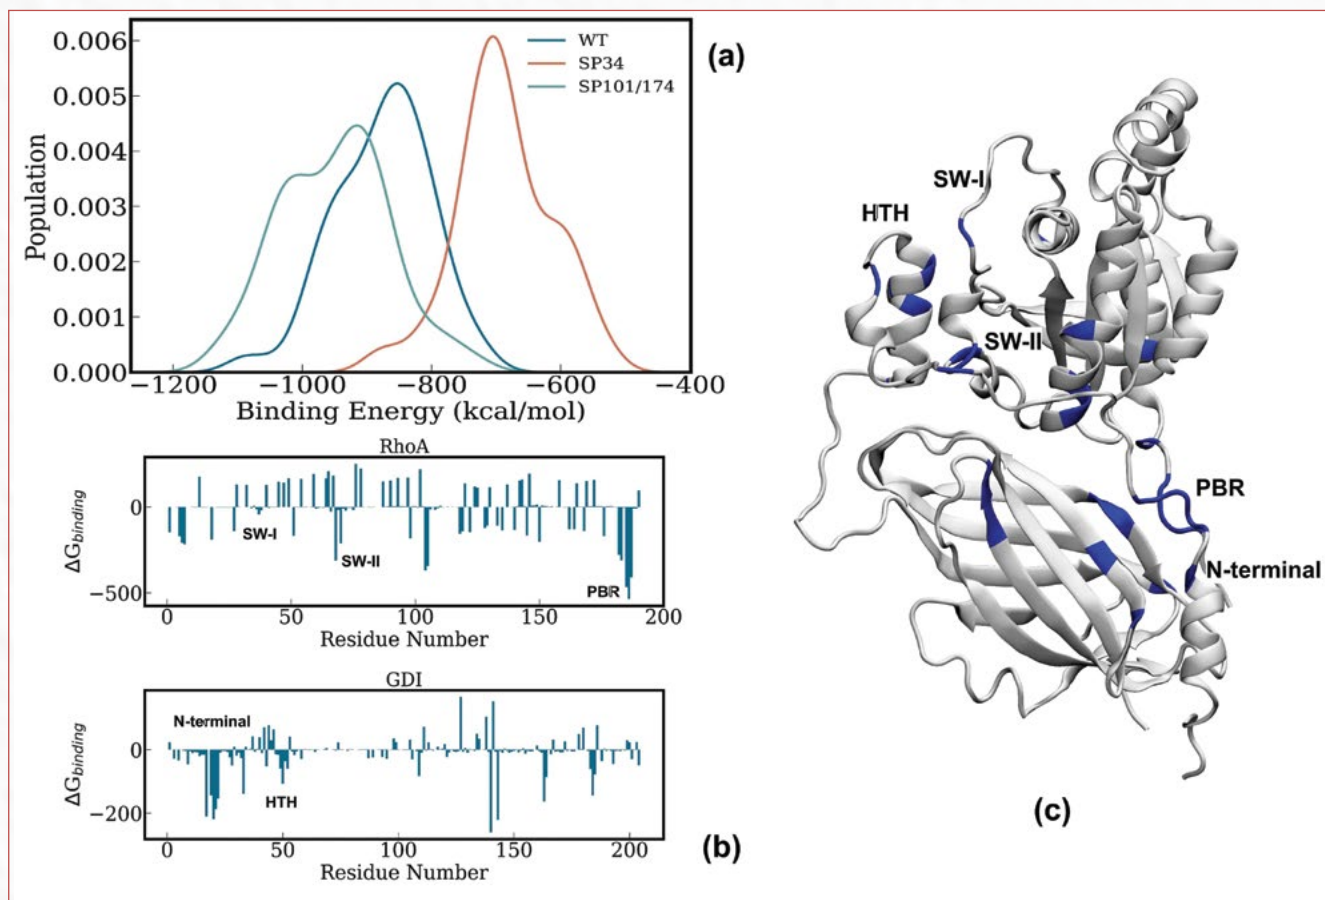 (a)
0.006
0.005
0.004
0.003
0.002
0.001
0.000
Population
WT
SP34
SP101/174
−1200
−1000
−800
−600
−400
Binding Energy (kcal/mol)
RhoA
0
−500
ΔGbinding
SW-I
SW-II
PBR
0
50
100
150
200
Residue Number
GDI
0
−200
ΔGbinding
N-terminal
HTH
0
50
100
150
200
Residue Number
(b)
SW-I
HTH
SW-II
PBR
N-terminal
(c)